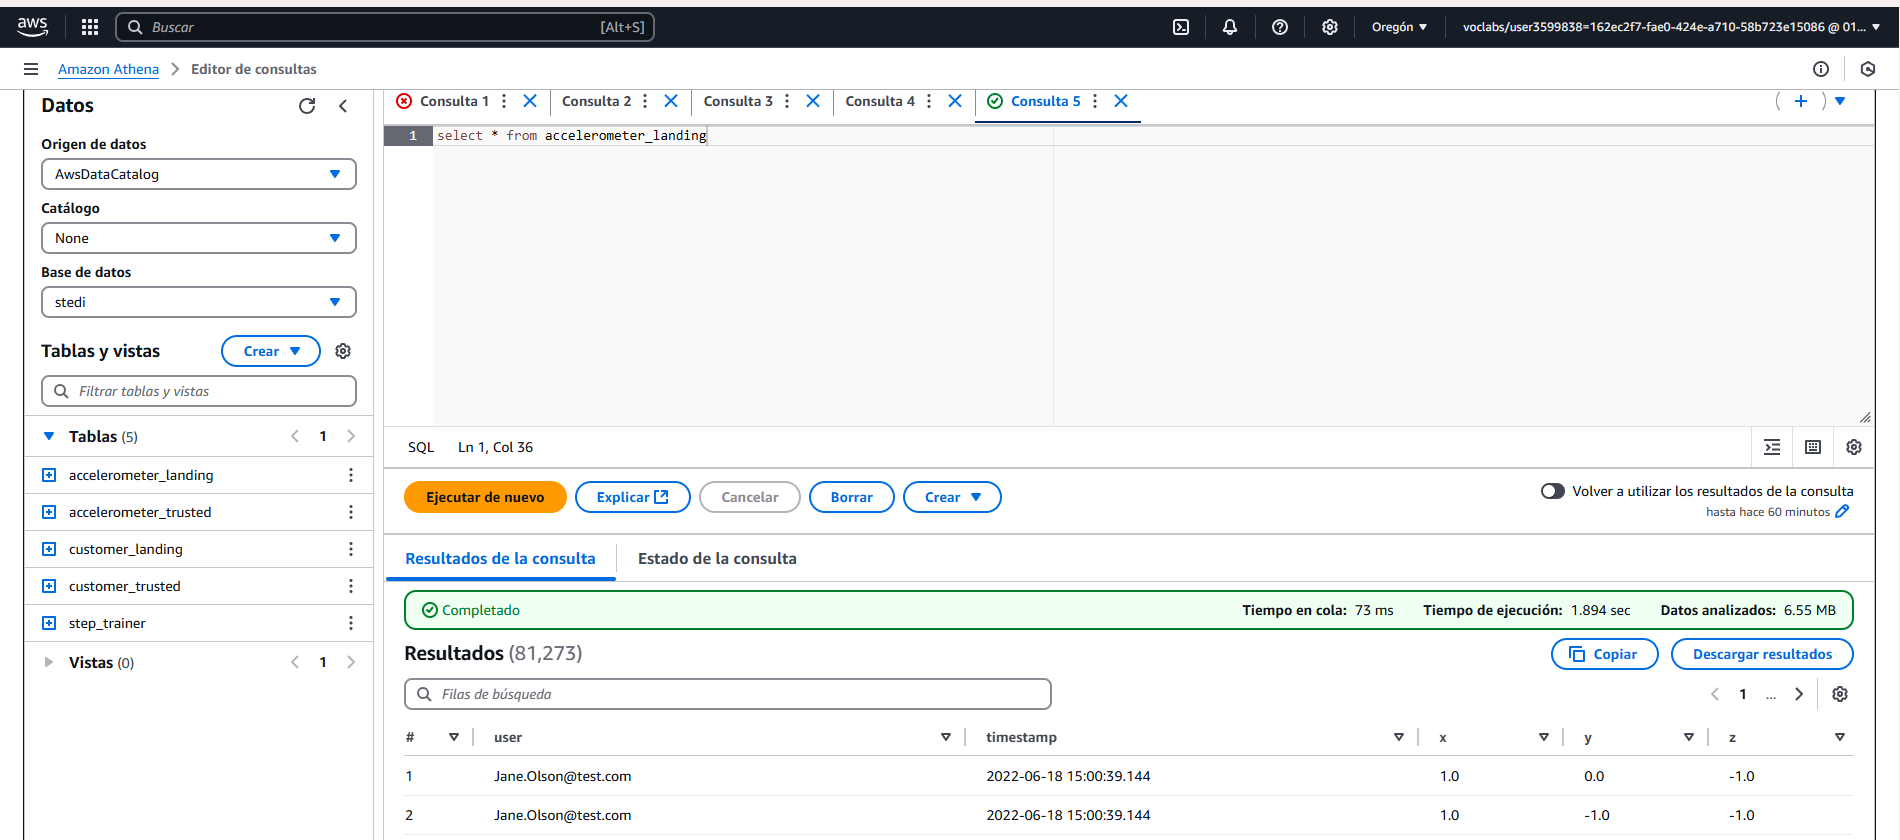 aws
Buscar [Alt+S] Oregón voclabs/user3599838=162ec2f7-fae0-424e-a710-58b723e15086 @ 01...
Amazon Athena Editor de consultas
Datos
Origen de datos
AwsDataCatalog
Catálogo
None
Base de datos
stedi
Tablas y vistas Crear
Filtrar tablas y vistas
Tablas (5) 1
accelerometer_landing
accelerometer_trusted
customer_landing
customer_trusted
step_trainer
Vistas (0) 1
Consulta 1 Consulta 2 Consulta 3 Consulta 4 Consulta 5
1 select * from accelerometer_landing
SQL Ln 1, Col 36
Ejecutar de nuevo Explicar Cancelar Borrar Crear
Volver a utilizar los resultados de la consulta
hasta hace 60 minutos
Resultados de la consulta Estado de la consulta
Completado Tiempo en cola: 73 ms Tiempo de ejecución: 1.894 sec Datos analizados: 6.55 MB
Resultados (81,273) Copiar Descargar resultados
Filas de búsqueda 1 ...
# user timestamp x y z
1 Jane.Olson@test.com 2022-06-18 15:00:39.144 1.0 0.0 -1.0
2 Jane.Olson@test.com 2022-06-18 15:00:39.144 1.0 -1.0 -1.0